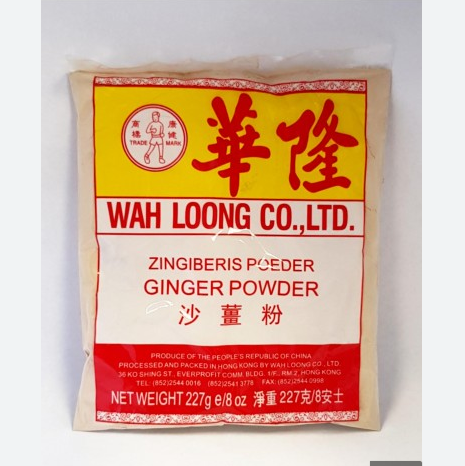 商標 康健
TRADE MARK
華隆
WAH LOONG CO.,LTD.
ZINGIBERIS POEDER
GINGER POWDER
沙薑粉
PRODUCE OF THE PEOPLE'S REPUBLIC OF CHINA
PROCESSED AND PACKED IN HONG KONG BY WAH LOONG CO., LTD.
36 KO SHING ST., EVERPROFIT COMM. BLDG. 1/F., RM.2, HONG KONG
TEL: (852)2544 0016 (852)2541 3778 FAX: (852)2544 0998
NET WEIGHT 227g e/8 oz 淨重 227克/8安士